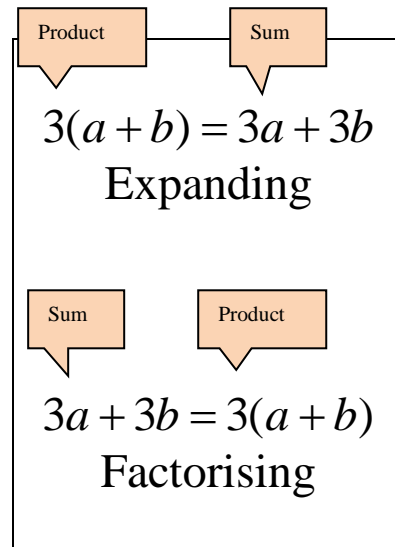 Product Sum
3(a + b) = 3a + 3b
Expanding
Sum Product
3a + 3b = 3(a + b)
Factorising